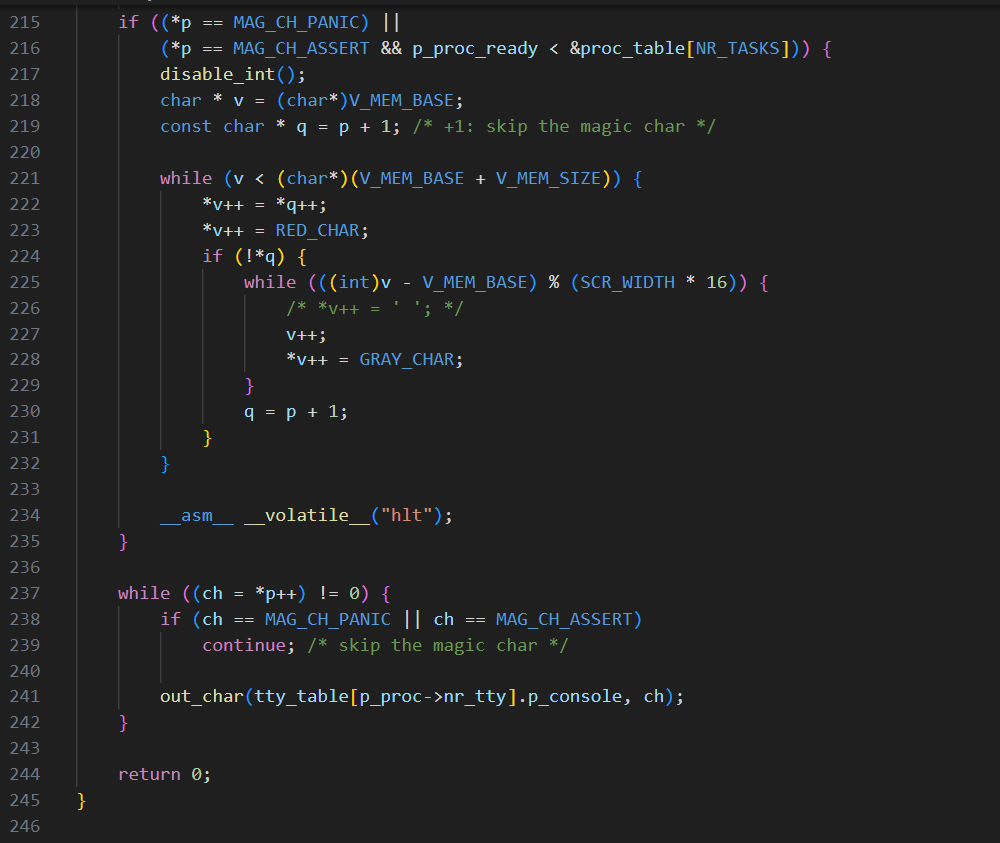 215 if ((*p == MAG_CH_PANIC) ||
216 (*p == MAG_CH_ASSERT && p_proc_ready < &proc_table[NR_TASKS])) {
217 disable_int();
218 char * v = (char*)V_MEM_BASE;
219 const char * q = p + 1; /* +1: skip the magic char */
220
221 while (v < (char*)(V_MEM_BASE + V_MEM_SIZE)) {
222 *v++ = *q++;
223 *v++ = RED_CHAR;
224 if (!*q) {
225 while (((int)v - V_MEM_BASE) % (SCR_WIDTH * 16)) {
226 /* *v++ = ' '; */
227 v++;
228 *v++ = GRAY_CHAR;
229 }
230 q = p + 1;
231 }
232 }
233
234 __asm__ __volatile__("hlt");
235 }
236
237 while ((ch = *p++) != 0) {
238 if (ch == MAG_CH_PANIC || ch == MAG_CH_ASSERT)
239 continue; /* skip the magic char */
240
241 out_char(tty_table[p_proc->nr_tty].p_console, ch);
242 }
243
244 return 0;
245 }
246